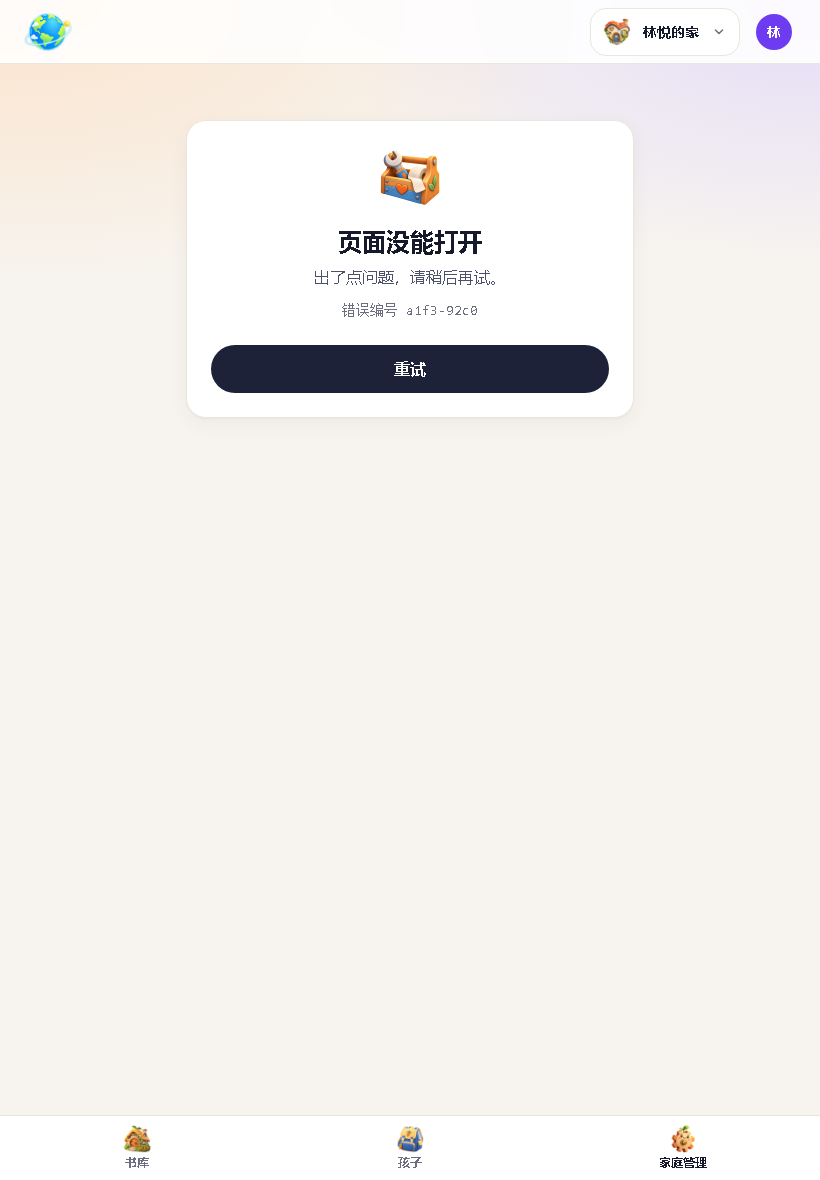 林悦的家
林
页面没能打开
出了点问题，请稍后再试。
错误编号 a1f3-92c0
重试
书库
孩子
家庭管理